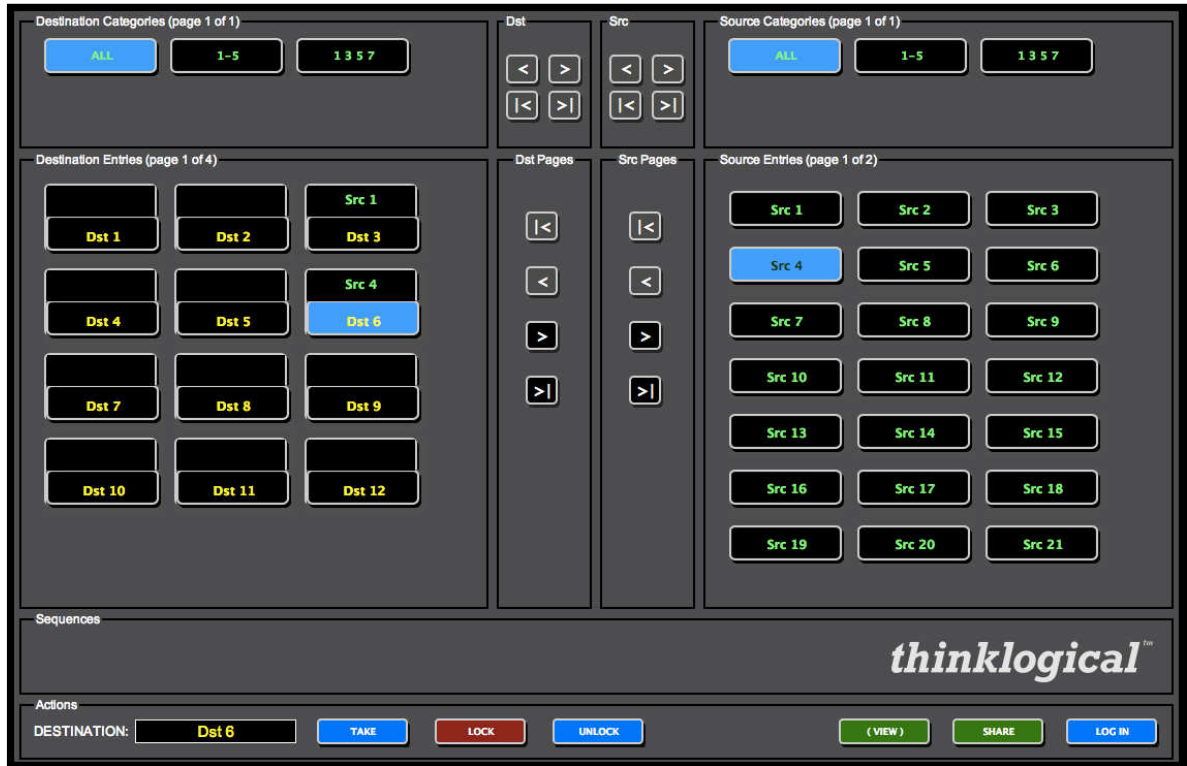 Destination Categories (page 1 of 1)
ALL 1-5 1 3 5 7
Dst
< >
|< >|
Src
< >
|< >|
Source Categories (page 1 of 1)
ALL 1-5 1 3 5 7
Destination Entries (page 1 of 4)
Src 1
Dst 1 Dst 2 Dst 3
Src 4
Dst 4 Dst 5 Dst 6
Dst 7 Dst 8 Dst 9
Dst 10 Dst 11 Dst 12
Dst Pages
|<
<
>
>|
Src Pages
|<
<
>
>|
Source Entries (page 1 of 2)
Src 1 Src 2 Src 3
Src 4 Src 5 Src 6
Src 7 Src 8 Src 9
Src 10 Src 11 Src 12
Src 13 Src 14 Src 15
Src 16 Src 17 Src 18
Src 19 Src 20 Src 21
Sequences
thinklogical™
Actions
DESTINATION: Dst 6 TAKE LOCK UNLOCK ( VIEW ) SHARE LOG IN